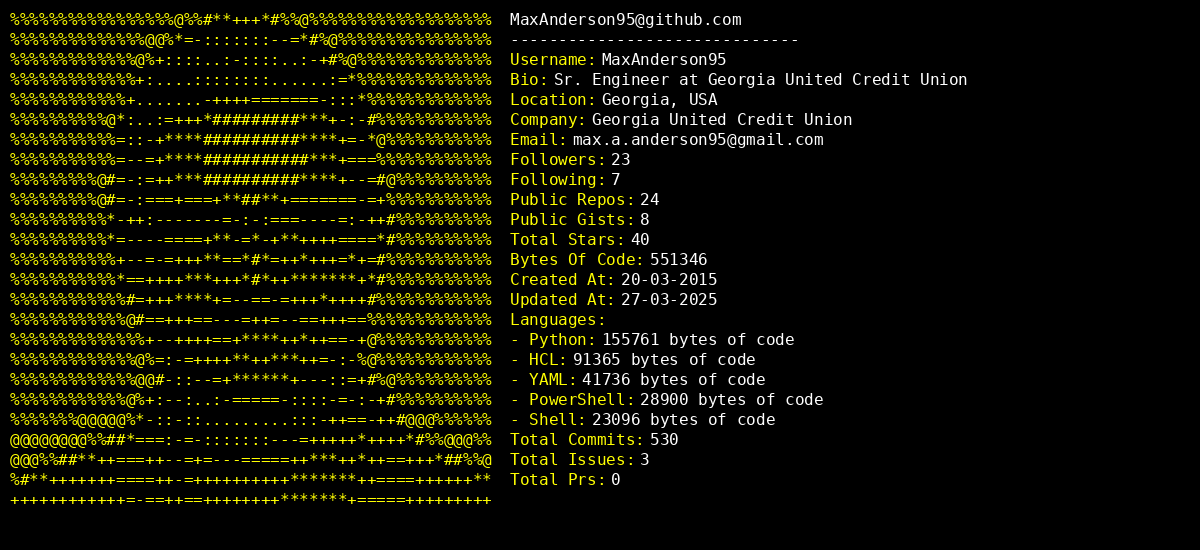 MaxAnderson95@github.com
------------------------------
Username: MaxAnderson95
Bio: Sr. Engineer at Georgia United Credit Union
Location: Georgia, USA
Company: Georgia United Credit Union
Email: max.a.anderson95@gmail.com
Followers: 23
Following: 7
Public Repos: 24
Public Gists: 8
Total Stars: 40
Bytes Of Code: 551346
Created At: 20-03-2015
Updated At: 27-03-2025
Languages:
- Python: 155761 bytes of code
- HCL: 91365 bytes of code
- YAML: 41736 bytes of code
- PowerShell: 28900 bytes of code
- Shell: 23096 bytes of code
Total Commits: 530
Total Issues: 3
Total Prs: 0